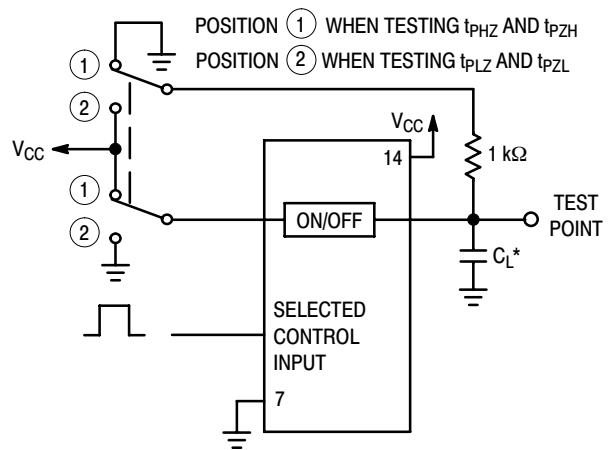 POSITION 1 WHEN TESTING tPHZ AND tPZH
POSITION 2 WHEN TESTING tPLZ AND tPZL
1
2
VCC
1
2
VCC
14
1 kΩ
ON/OFF
TEST
POINT
CL*
SELECTED
CONTROL
INPUT
7